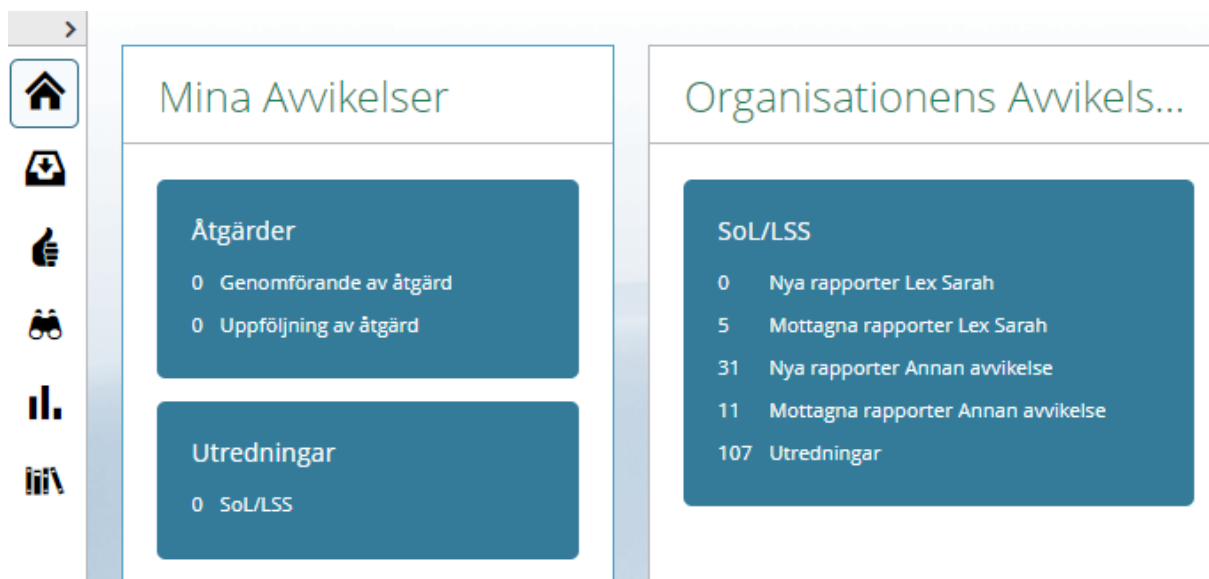 Mina Avvikelser
Åtgärder
0 Genomförande av åtgärd
0 Uppföljning av åtgärd
Utredningar
0 SoL/LSS
Organisationens Avvikels...
SoL/LSS
0 Nya rapporter Lex Sarah
5 Mottagna rapporter Lex Sarah
31 Nya rapporter Annan avvikelse
11 Mottagna rapporter Annan avvikelse
107 Utredningar